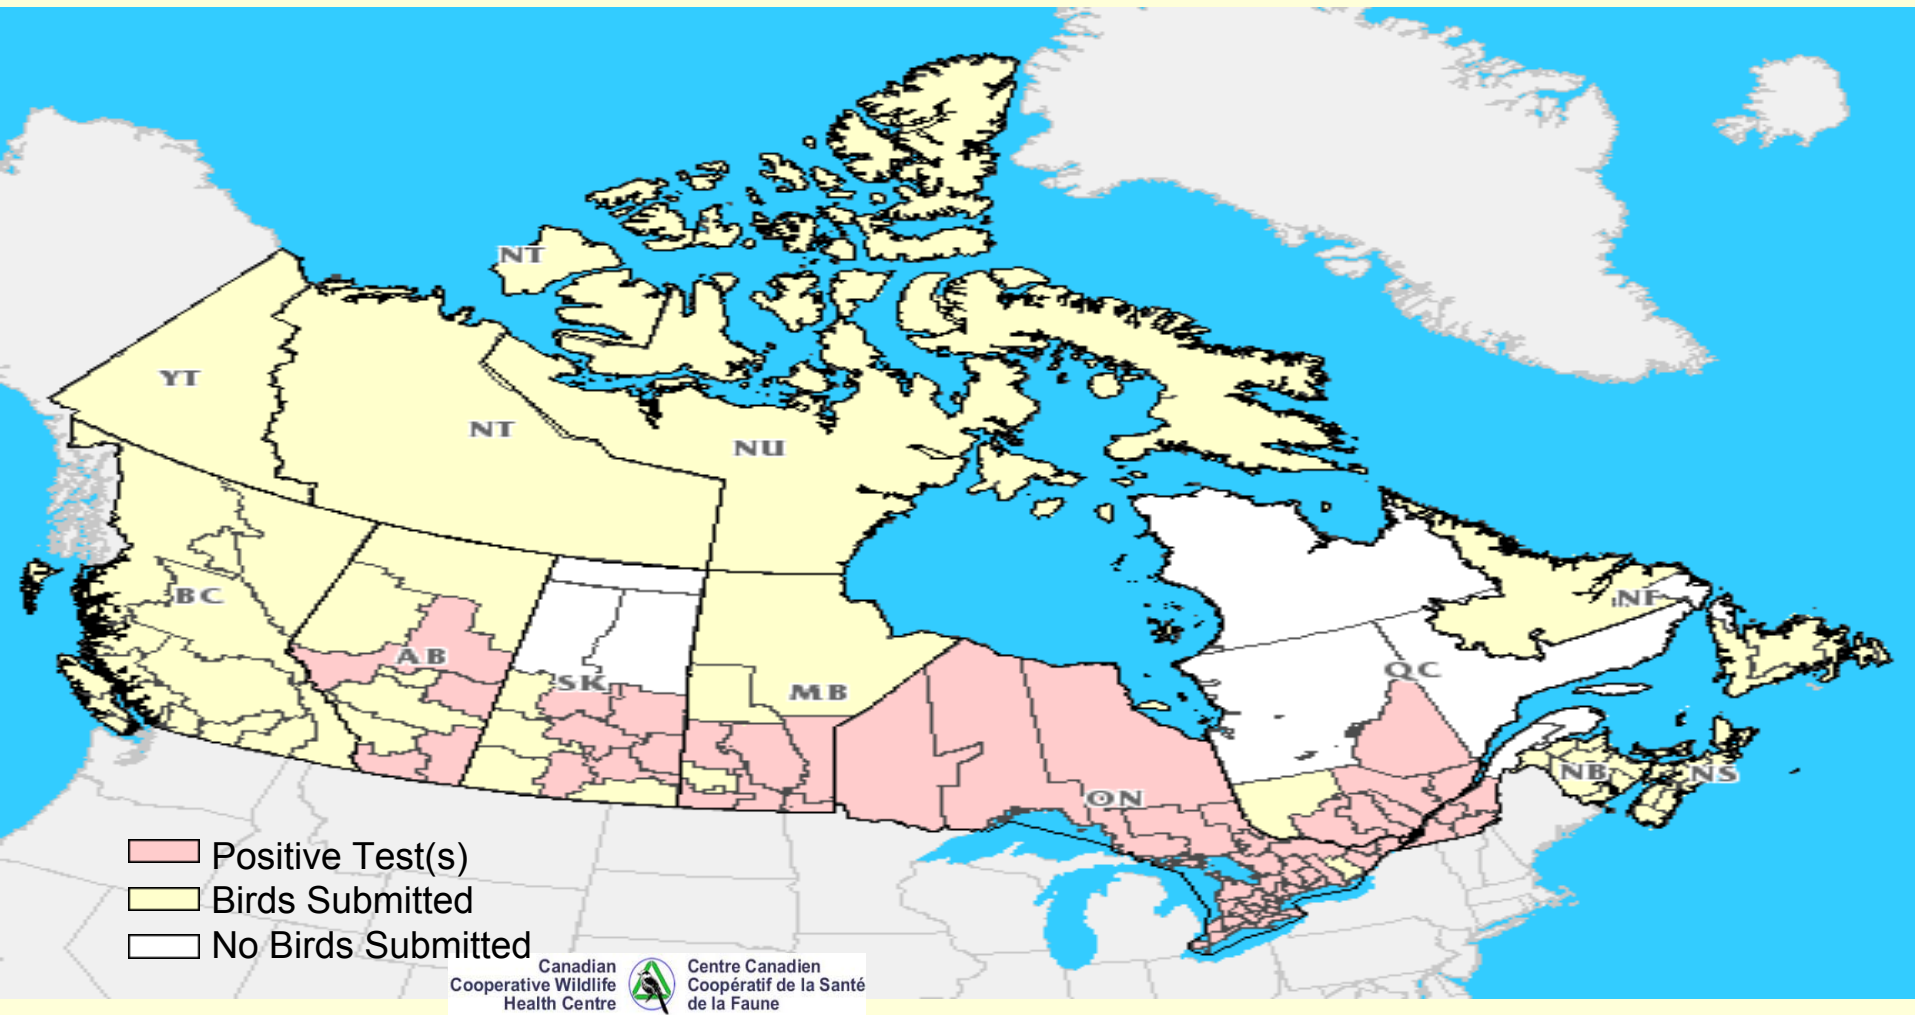 NT
YT
NT
NU
BC
NF
AB
QC
SK
MB
NB
NS
ON
Positive Test(s)
Birds Submitted
No Birds Submitted
Canadian
Cooperative Wildlife
Health Centre
Centre Canadien
Coopératif de la Santé
de la Faune